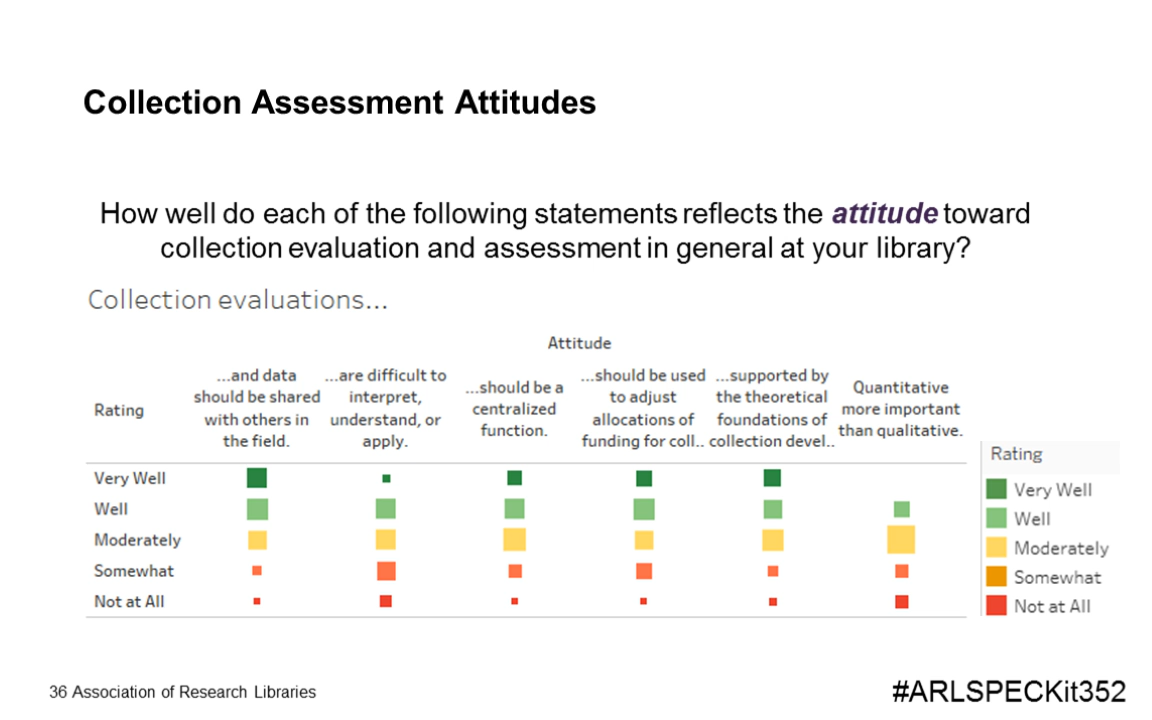 Collection Assessment Attitudes
How well do each of the following statements reflects the attitude toward
collection evaluation and assessment in general at your library?
Collection evaluations...
Attitude
Rating
...and data
should be shared
with others in
the field.
...are difficult to
interpret,
understand, or
apply.
...should be a
centralized
function.
...should be used
to adjust
allocations of
funding for coll..
...supported by
the theoretical
foundations of
collection devel..
Quantitative
more important
than qualitative.
Very Well
Well
Moderately
Somewhat
Not at All
Rating
Very Well
Well
Moderately
Somewhat
Not at All
36 Association of Research Libraries
#ARLSPECKit352